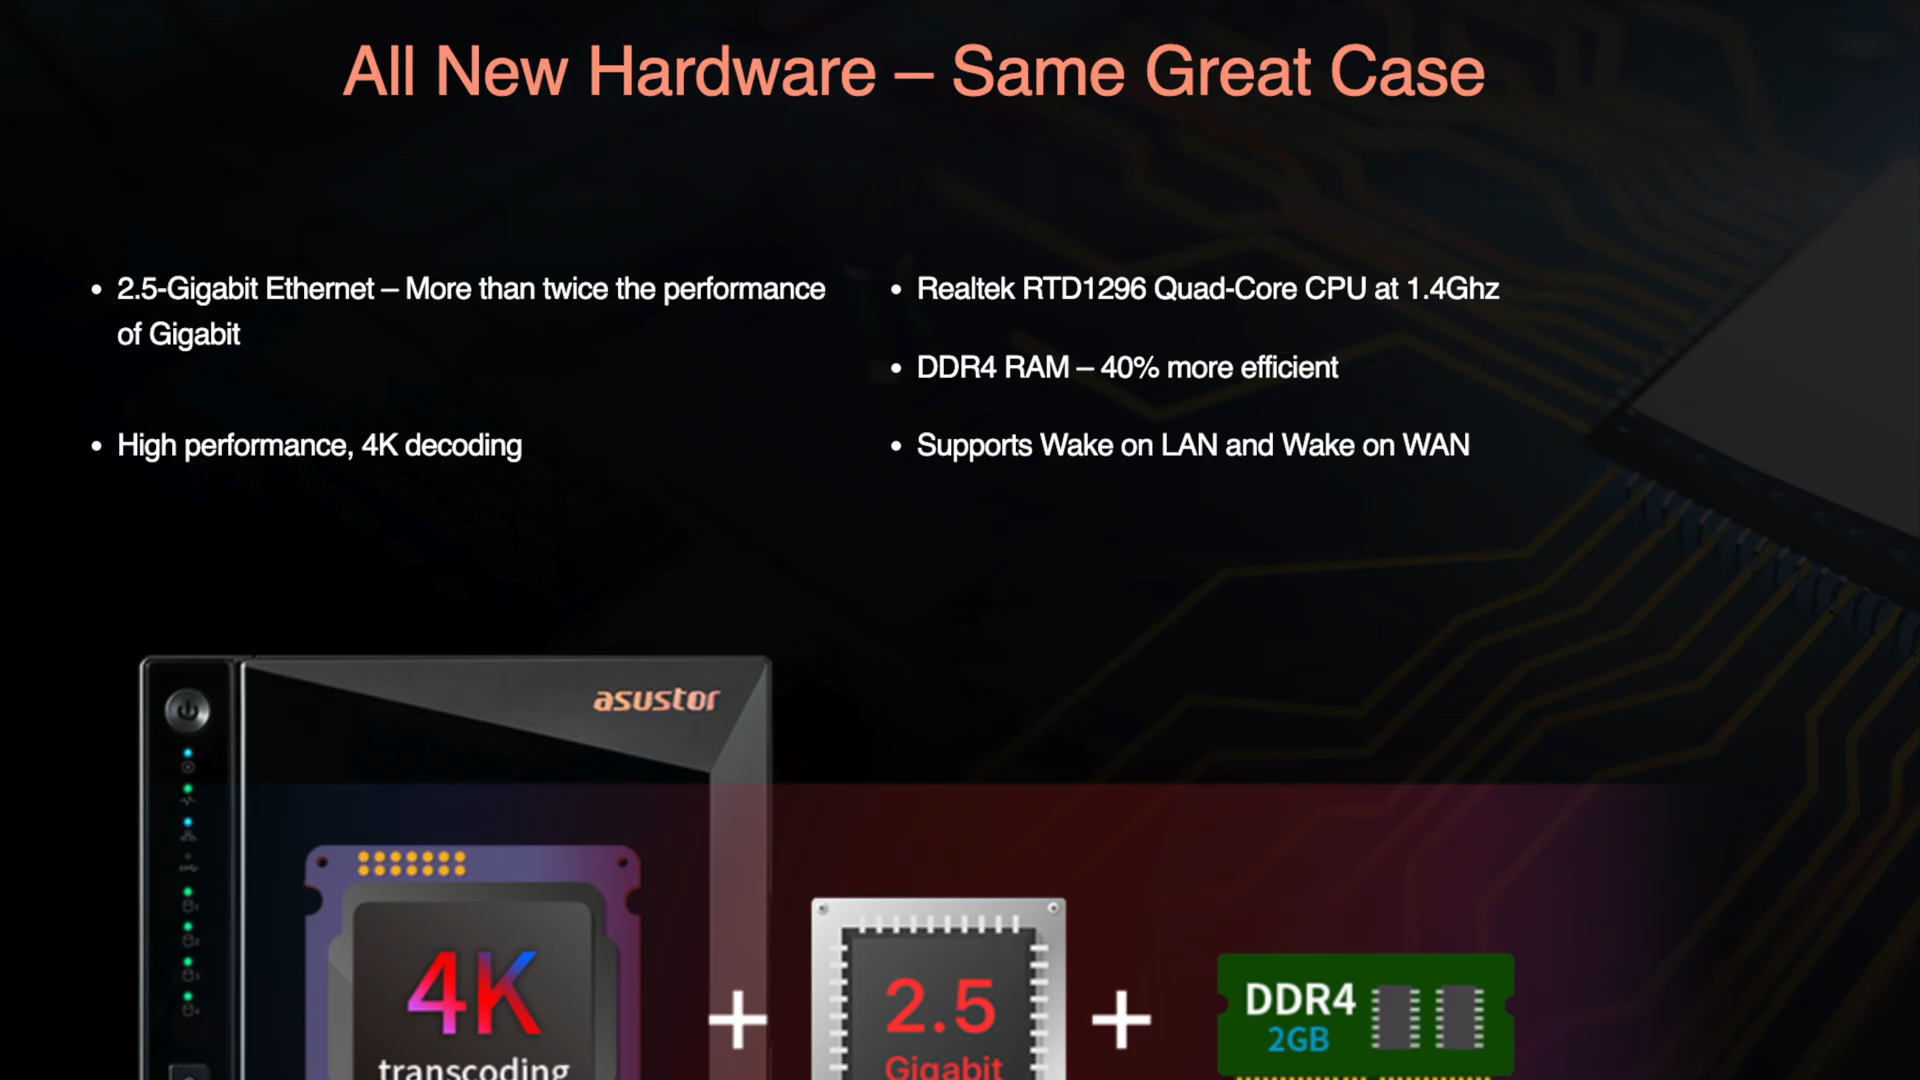 All New Hardware – Same Great Case
• 2.5-Gigabit Ethernet – More than twice the performance
of Gigabit
• High performance, 4K decoding
• Realtek RTD1296 Quad-Core CPU at 1.4Ghz
• DDR4 RAM – 40% more efficient
• Supports Wake on LAN and Wake on WAN
asustor
4K
transcoding
+
2.5
Gigabit
+
DDR4
2GB